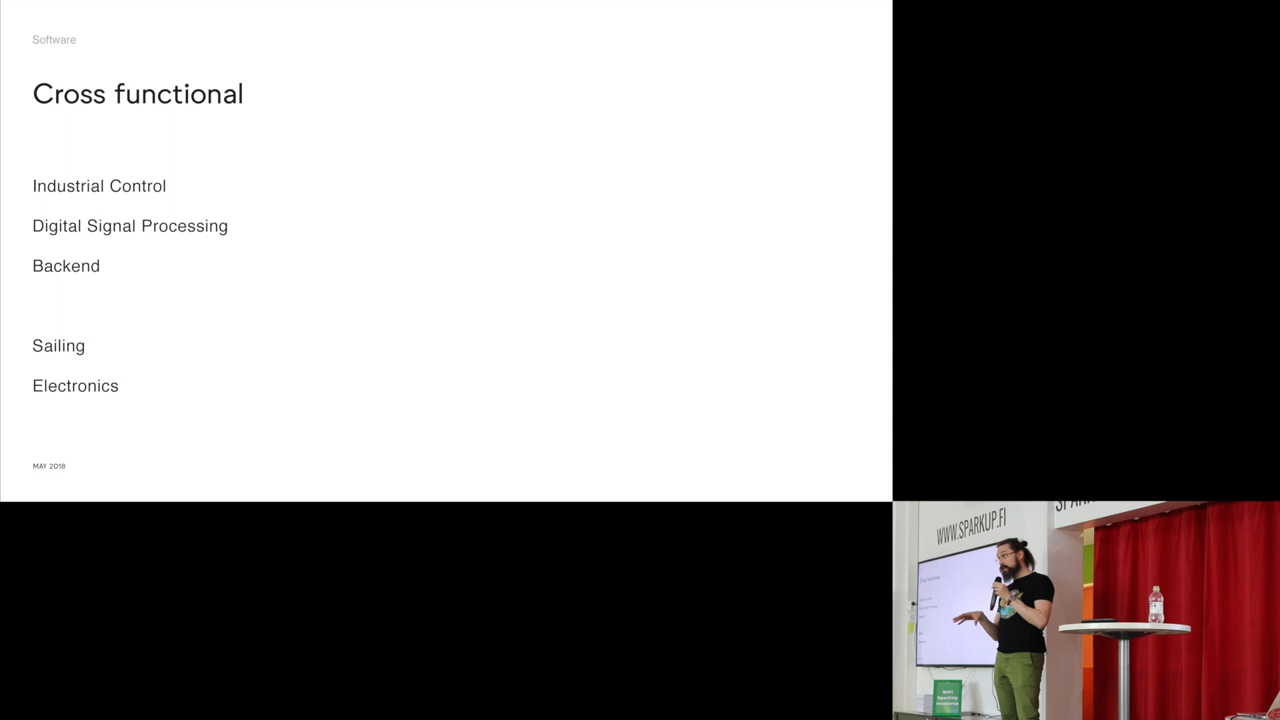 Software
Cross functional
Industrial Control
Digital Signal Processing
Backend
Sailing
Electronics
MAY 2018
WWW.SPARKUP.FI